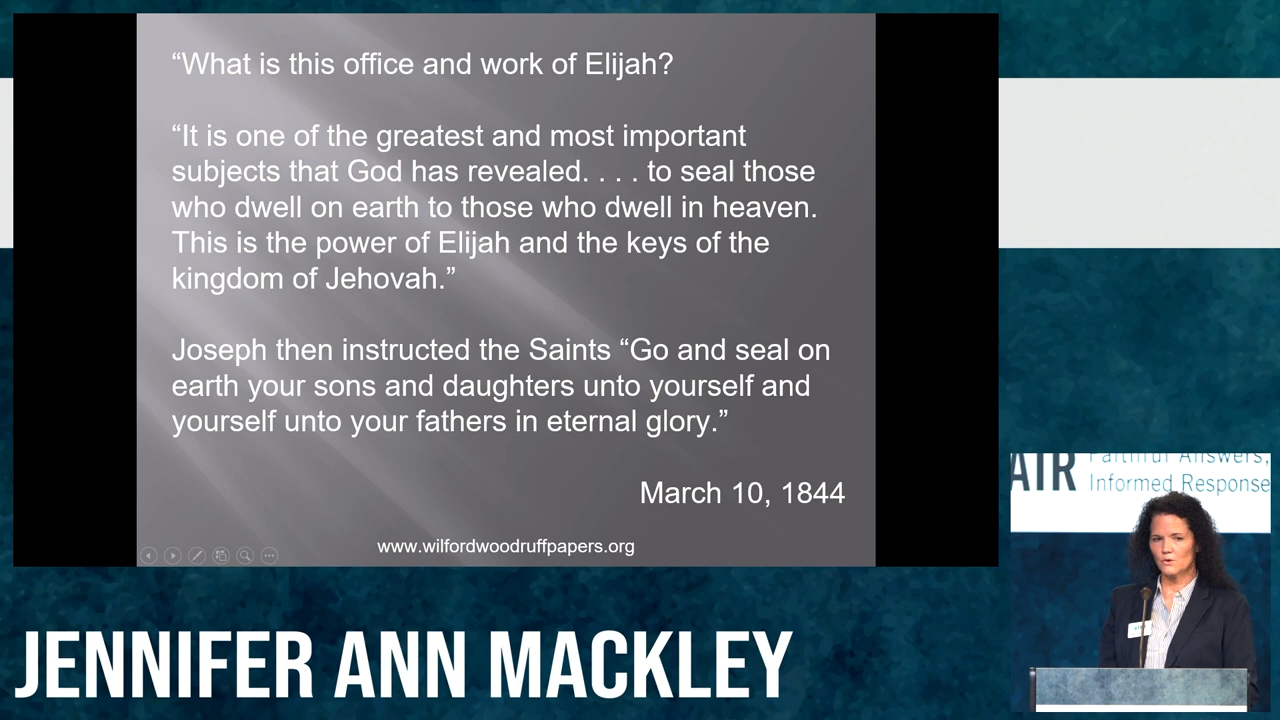 “What is this office and work of Elijah?
“It is one of the greatest and most important
subjects that God has revealed. . . . to seal those
who dwell on earth to those who dwell in heaven.
This is the power of Elijah and the keys of the
kingdom of Jehovah.”
Joseph then instructed the Saints “Go and seal on
earth your sons and daughters unto yourself and
yourself unto your fathers in eternal glory.”
March 10, 1844
www.wilfordwoodruffpapers.org
AIR
Faithful Answers,
Informed Response
JENNIFER ANN MACKLEY